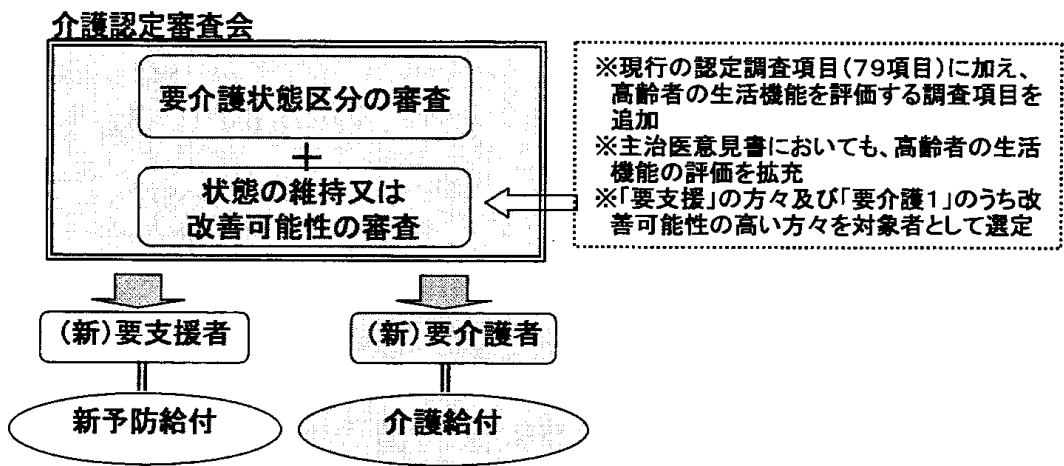 介護認定審査会
要介護状態区分の審査
+
状態の維持又は
改善可能性の審査
※現行の認定調査項目(79項目)に加え、
高齢者の生活機能を評価する調査項目を
追加
※主治医意見書においても、高齢者の生活
機能の評価を拡充
※「要支援」の方々及び「要介護1」のうち改
善可能性の高い方々を対象者として選定
(新)要支援者
(新)要介護者
新予防給付
介護給付